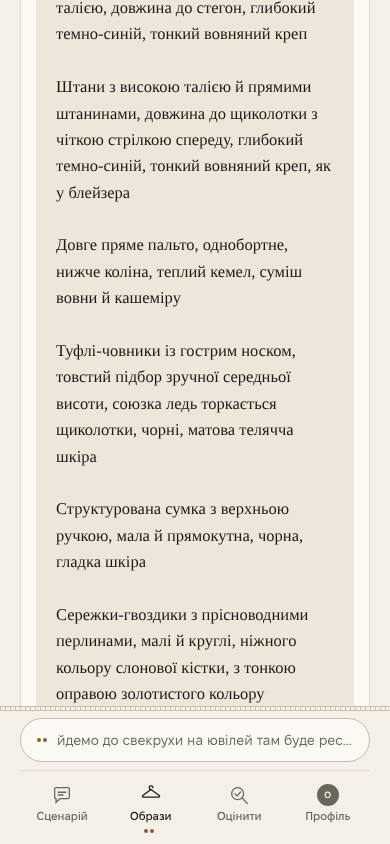 талією, довжина до стегон, глибокий
темно-синій, тонкий вовняний креп
Штани з високою талією й прямими
штанинами, довжина до щиколотки з
чіткою стрілкою спереду, глибокий
темно-синій, тонкий вовняний креп, як
у блейзера
Довге пряме пальто, однобортне,
нижче коліна, теплий кемел, суміш
вовни й кашеміру
Туфлі-човники із гострим носком,
товстий підбор зручної середньої
висоти, союзка ледь торкається
щиколотки, чорні, матова теляча
шкіра
Структурована сумка з верхньою
ручкою, мала й прямокутна, чорна,
гладка шкіра
Сережки-гвоздики з прісноводними
перлинами, малі й круглі, ніжного
кольору слонової кістки, з тонкою
оправою золотистого кольору
йдемо до свекрухи на ювілей там буде рес...
Сценарій Образи Оцінити Профіль
О